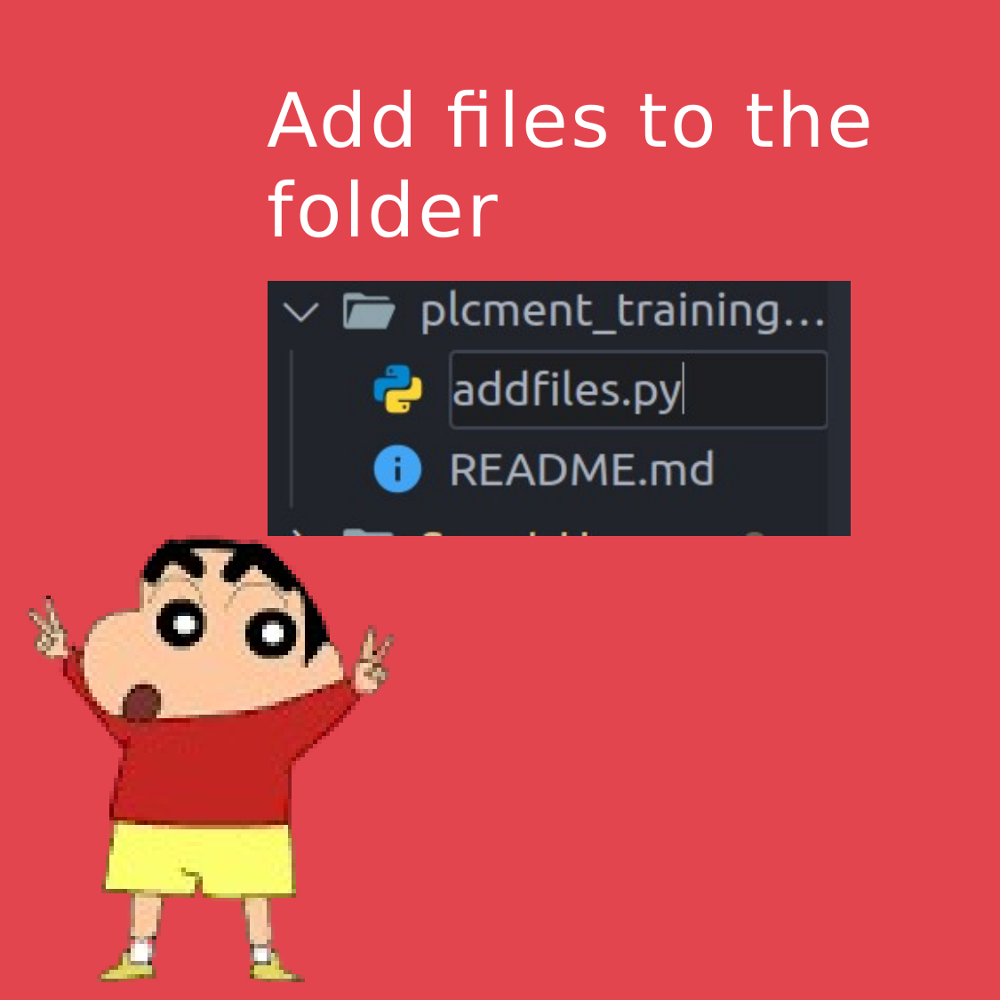 Add files to the
folder
plcment_training...
addfiles.py
README.md